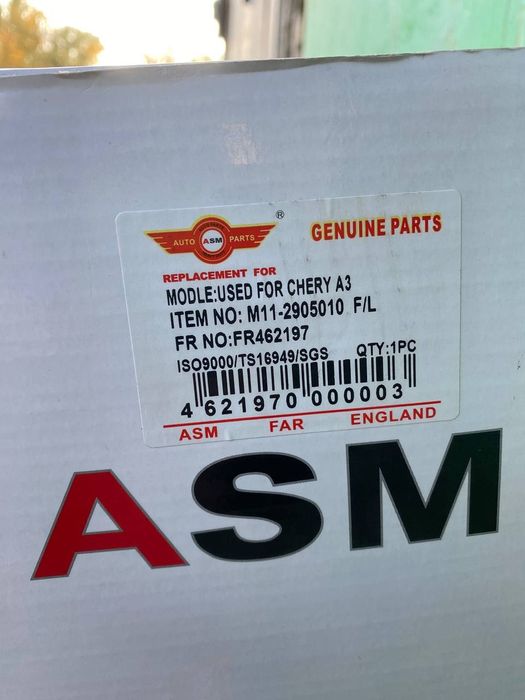 AUTO ASM PARTS
®
GENUINE PARTS
REPLACEMENT FOR
MODLE:USED FOR CHERY A3
ITEM NO: M11-2905010 F/L
FR NO:FR462197
ISO9000/TS16949/SGS QTY:1PC
4 621970 000003
ASM FAR ENGLAND
ASM